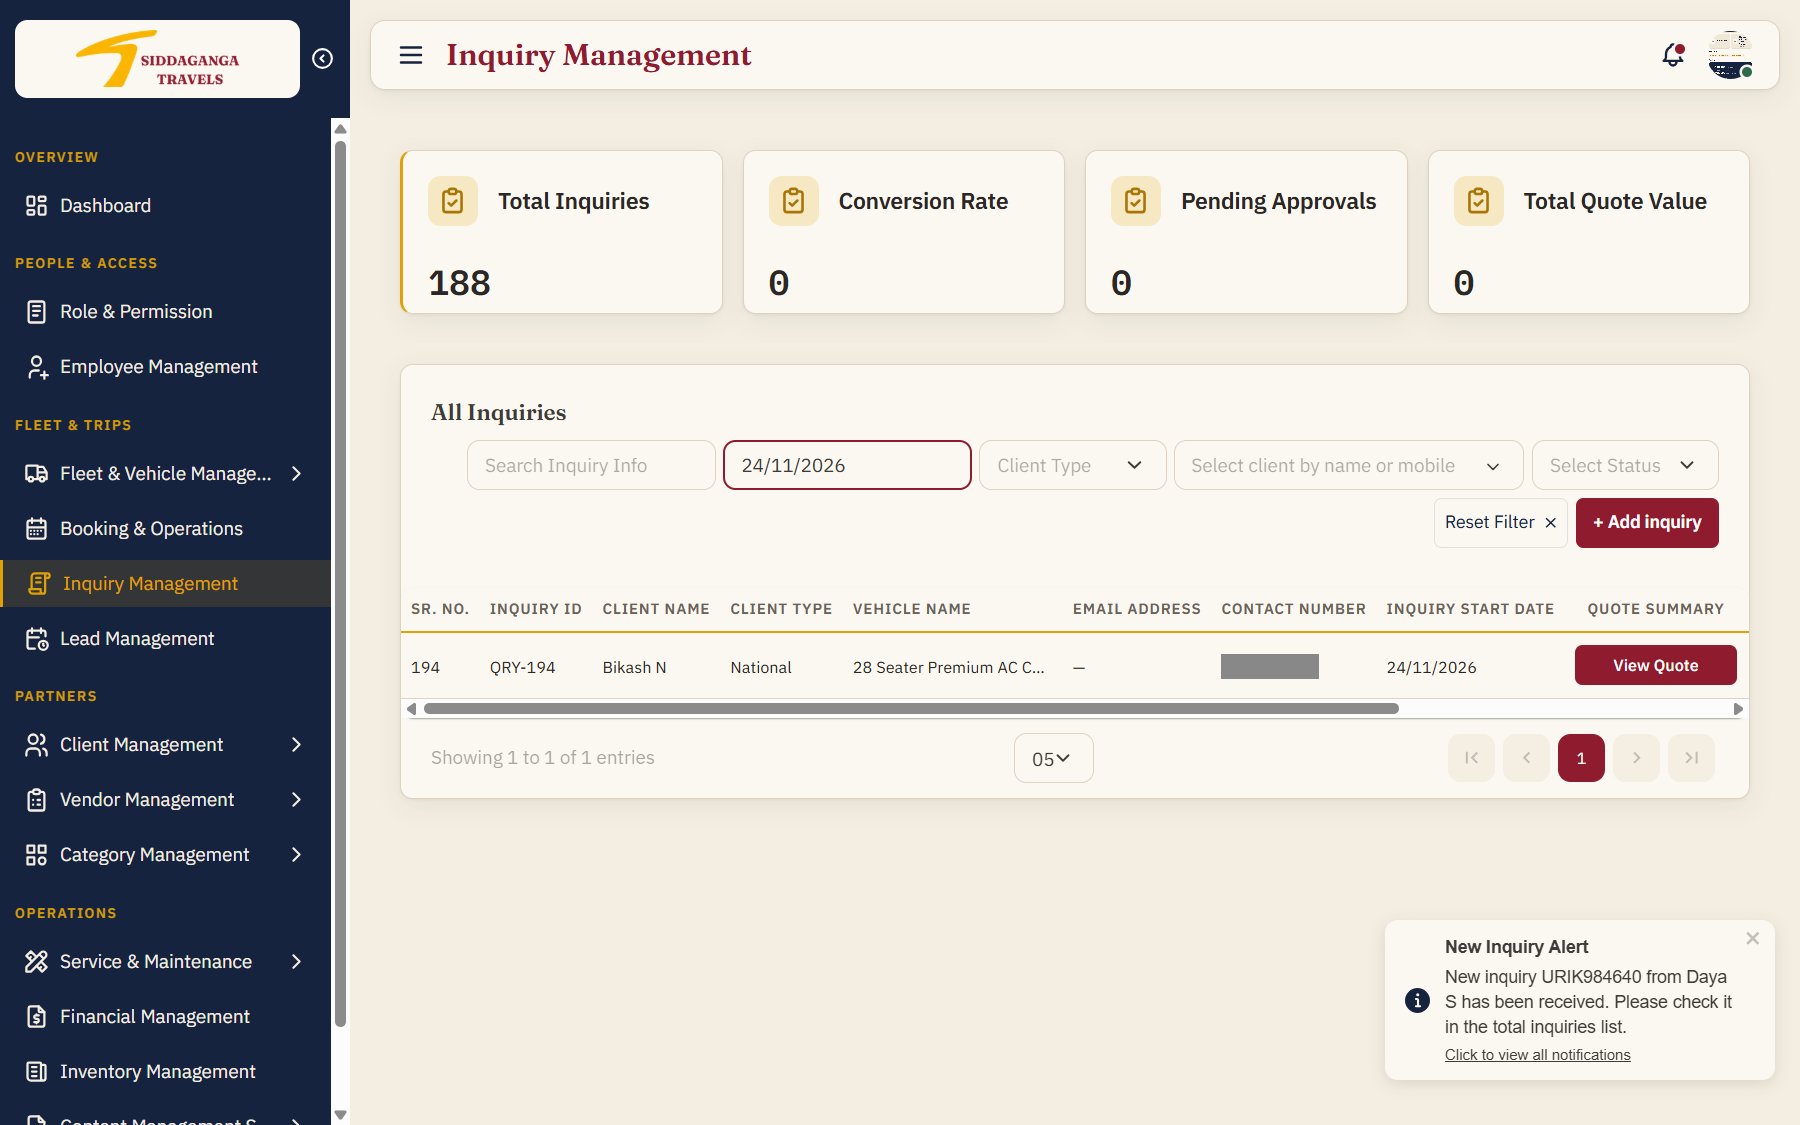 SIDDAGANGA
TRAVELS
OVERVIEW
Dashboard
PEOPLE & ACCESS
Role & Permission
Employee Management
FLEET & TRIPS
Fleet & Vehicle Manage...
Booking & Operations
Inquiry Management
Lead Management
PARTNERS
Client Management
Vendor Management
Category Management
OPERATIONS
Service & Maintenance
Financial Management
Inventory Management
Content Management S
Inquiry Management
Total Inquiries
188
Conversion Rate
0
Pending Approvals
0
Total Quote Value
0
All Inquiries
Search Inquiry Info
24/11/2026
Client Type
Select client by name or mobile
Select Status
Reset Filter
+ Add inquiry
SR. NO. INQUIRY ID CLIENT NAME CLIENT TYPE VEHICLE NAME EMAIL ADDRESS CONTACT NUMBER INQUIRY START DATE QUOTE SUMMARY
194 QRY-194 Bikash N National 28 Seater Premium AC C... — 24/11/2026 View Quote
Showing 1 to 1 of 1 entries
05
1
New Inquiry Alert
New inquiry URIK984640 from Daya
S has been received. Please check it
in the total inquiries list.
Click to view all notifications